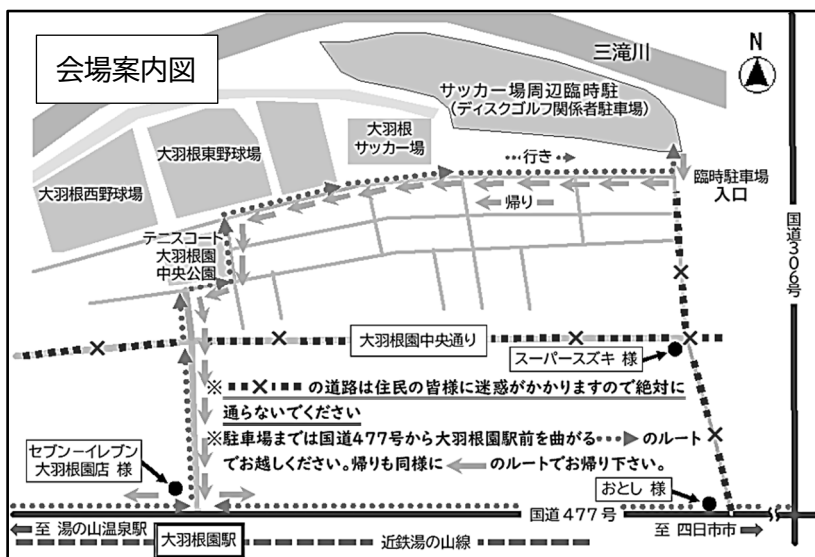 会場案内図
三滝川
N
サッカー場周辺臨時駐
(ディスクゴルフ関係者駐車場)
大羽根
サッカー場
大羽根東野球場
大羽根西野球場
行き
帰り
臨時駐車場
入口
国道306号
テニスコート
大羽根園
中央公園
大羽根園中央通り
スーパースズキ 様
※ の道路は住民の皆様に迷惑がかかりますので絶対に
通らないでください
※駐車場までは国道477号から大羽根園駅前を曲がる のルート
でお越しください。帰りも同様に のルートでお帰り下さい。
セブン−イレブン
大羽根園店 様
おとし 様
国道477号
至 湯の山温泉駅
大羽根園駅
近鉄湯の山線
至 四日市市